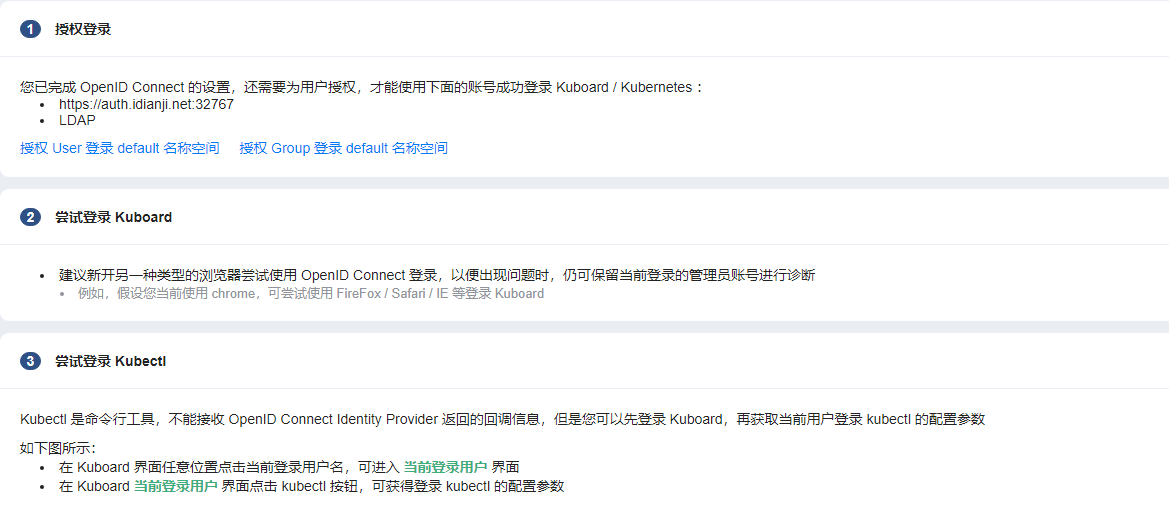 1 授权登录
您已完成 OpenID Connect 的设置，还需要为用户授权，才能使用下面的账号成功登录 Kuboard / Kubernetes：
• https://auth.idianji.net:32767
• LDAP
授权 User 登录 default 名称空间 授权 Group 登录 default 名称空间
2 尝试登录 Kuboard
• 建议新开另一种类型的浏览器尝试使用 OpenID Connect 登录，以便出现问题时，仍可保留当前登录的管理员账号进行诊断
• 例如，假设您当前使用 chrome，可尝试使用 FireFox / Safari / IE 等登录 Kuboard
3 尝试登录 Kubectl
Kubectl 是命令行工具，不能接收 OpenID Connect Identity Provider 返回的回调信息，但是您可以先登录 Kuboard，再获取当前用户登录 kubectl 的配置参数
如下图所示：
• 在 Kuboard 界面任意位置点击当前登录用户名，可进入 当前登录用户 界面
• 在 Kuboard 当前登录用户 界面点击 kubectl 按钮，可获得登录 kubectl 的配置参数